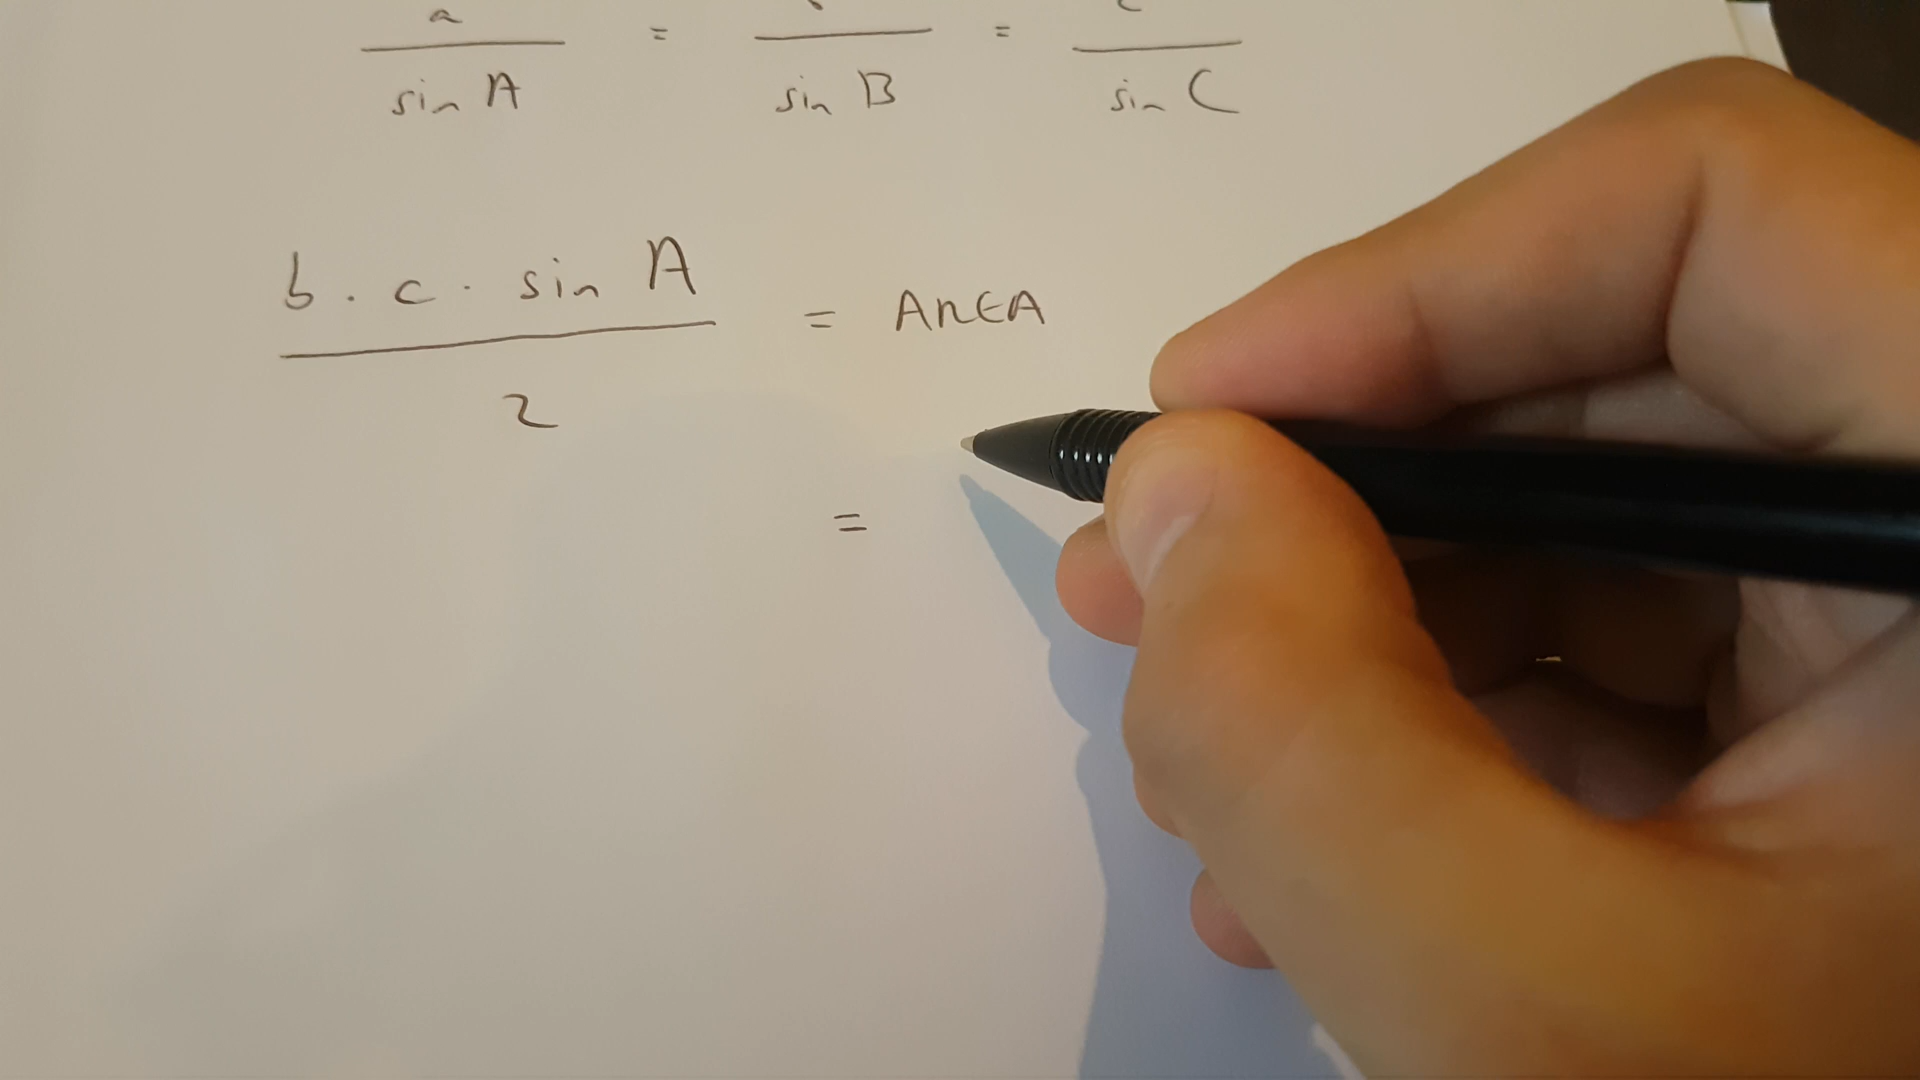 a = b = c
sin A sin B sin C
b . c . sin A
= AREA
2
=